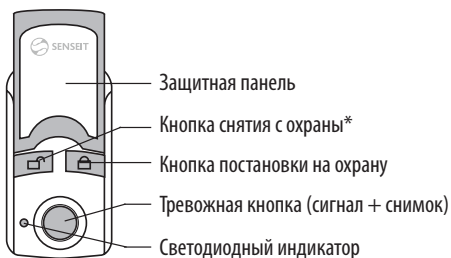 SENSEIT
Защитная панель
Кнопка снятия с охраны*
Кнопка постановки на охрану
Тревожная кнопка (сигнал + снимок)
Светодиодный индикатор